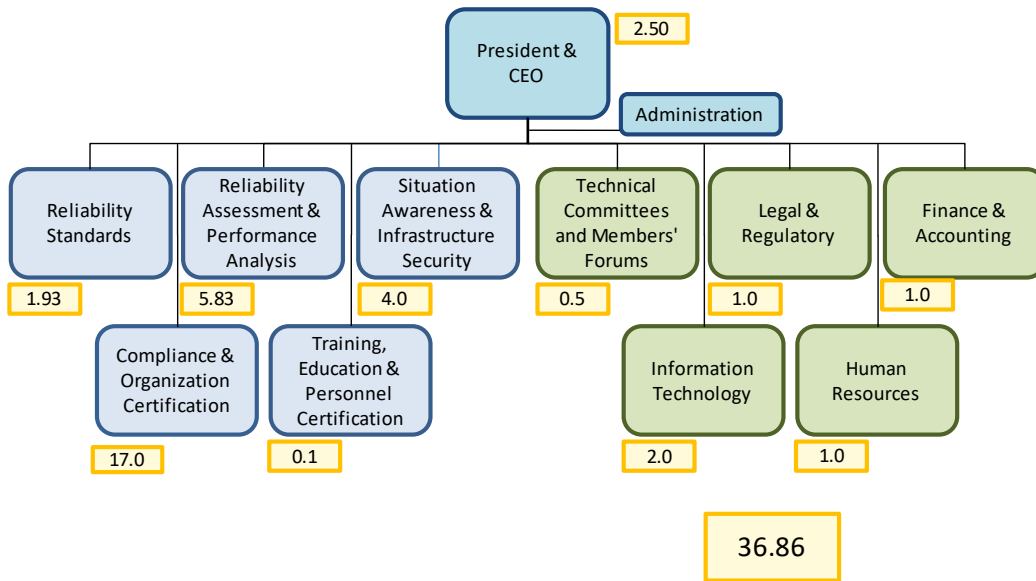 President &
CEO
2.50
Administration
Reliability
Standards
1.93
Reliability
Assessment &
Performance
Analysis
5.83
Situation
Awareness &
Infrastructure
Security
4.0
Technical
Committees
and Members'
Forums
0.5
Legal &
Regulatory
1.0
Finance &
Accounting
1.0
Compliance &
Organization
Certification
17.0
Training,
Education &
Personnel
Certification
0.1
Information
Technology
2.0
Human
Resources
1.0
36.86